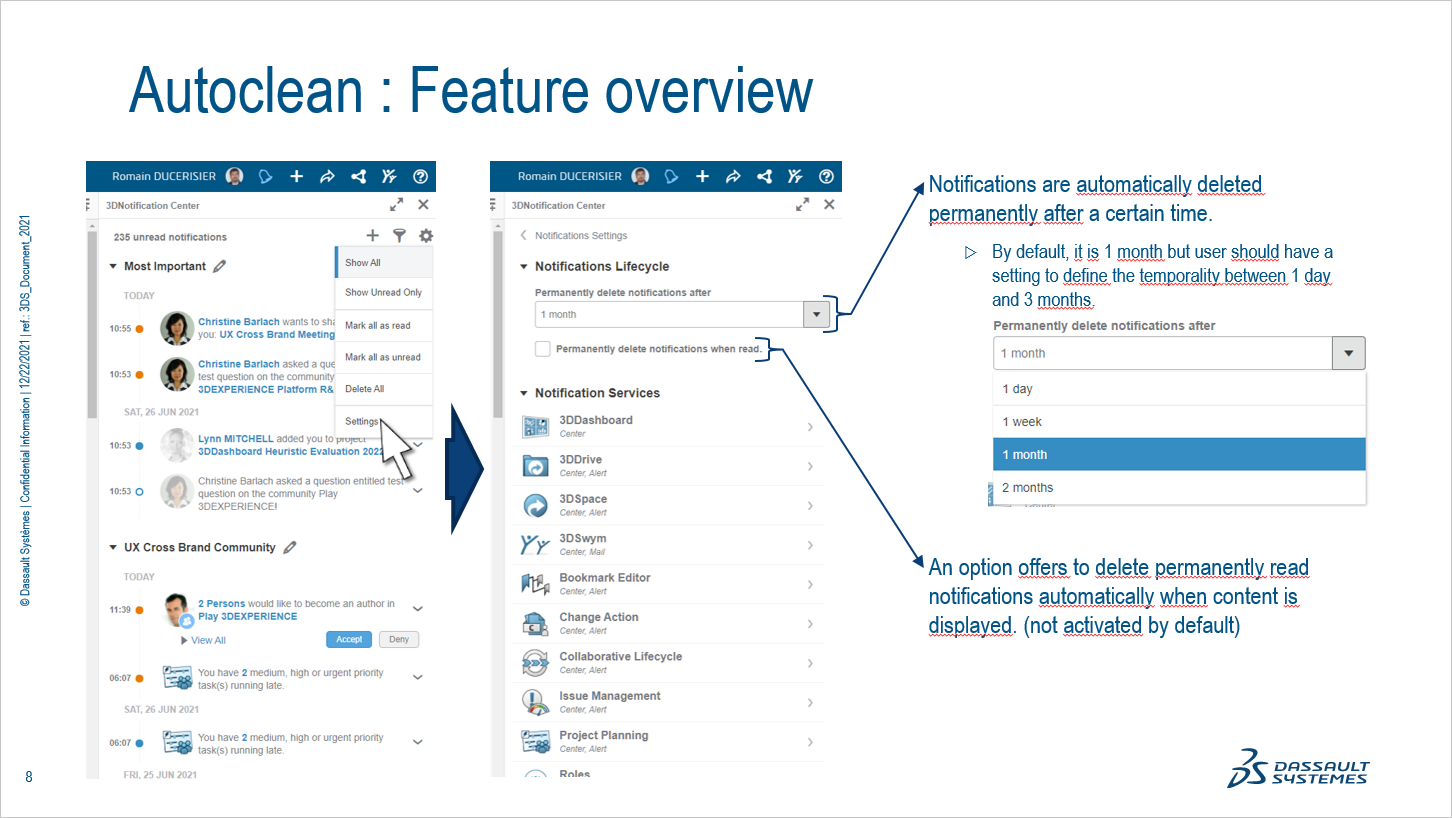 Autoclean : Feature overview
Romain DUCERISIER
3DNotification Center
235 unread notifications
Show All
Show Unread Only
Mark all as read
Mark all as unread
Delete All
Settings
Most Important
TODAY
10:55
Christine Barlach wants to sha
you: UX Cross Brand Meeting
10:53
Christine Barlach asked a que
test question on the community
3DEXPERIENCE Platform R&
SAT, 26 JUN 2021
10:53
Lynn MITCHELL added you to project
3DDashboard Heuristic Evaluation 2022
10:53
Christine Barlach asked a question entitled test
question on the community Play
3DEXPERIENCE!
UX Cross Brand Community
TODAY
11:39
2 Persons would like to become an author in
Play 3DEXPERIENCE
View All
Accept
Deny
06:07
You have 2 medium, high or urgent priority
task(s) running late.
SAT, 26 JUN 2021
06:07
You have 2 medium, high or urgent priority
task(s) running late.
FRI, 25 JUN 2021
Romain DUCERISIER
3DNotification Center
Notifications Settings
Notifications Lifecycle
Permanently delete notifications after
1 month
Permanently delete notifications when read.
Notification Services
3DDashboard
Center
3DDrive
Center, Alert
3DSpace
Center, Alert
3DSwym
Center, Mail
Bookmark Editor
Center, Alert
Change Action
Center, Alert
Collaborative Lifecycle
Center, Alert
Issue Management
Center, Alert
Project Planning
Center, Alert
Roles
Notifications are automatically deleted
permanently after a certain time.
By default, it is 1 month but user should have a
setting to define the temporality between 1 day
and 3 months.
Permanently delete notifications after
1 month
1 day
1 week
1 month
2 months
An option offers to delete permanently read
notifications automatically when content is
displayed. (not activated by default)
© Dassault Systèmes | Confidential Information | 12/22/2021 | ref.: 3DS_Document_2021
8
DASSAULT
SYSTEMES